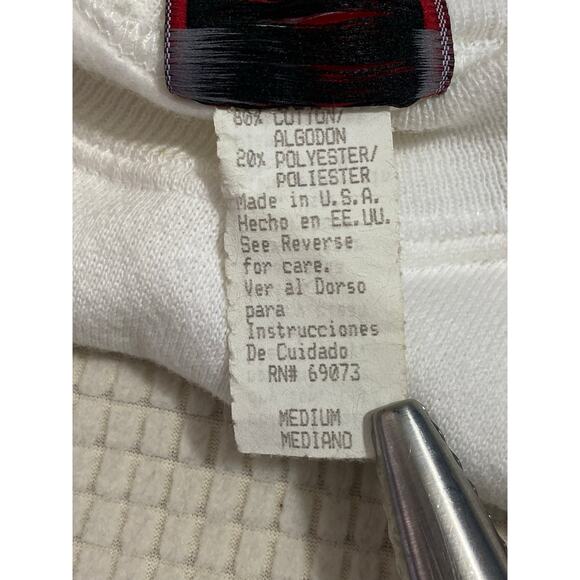 80% COTTON/
ALGODON
20% POLYESTER/
POLIESTER
Made in U.S.A.
Hecho en EE.UU.
See Reverse
for care.
Ver al Dorso
para
Instrucciones
De Cuidado
RN# 69073
MEDIUM
MEDIANO